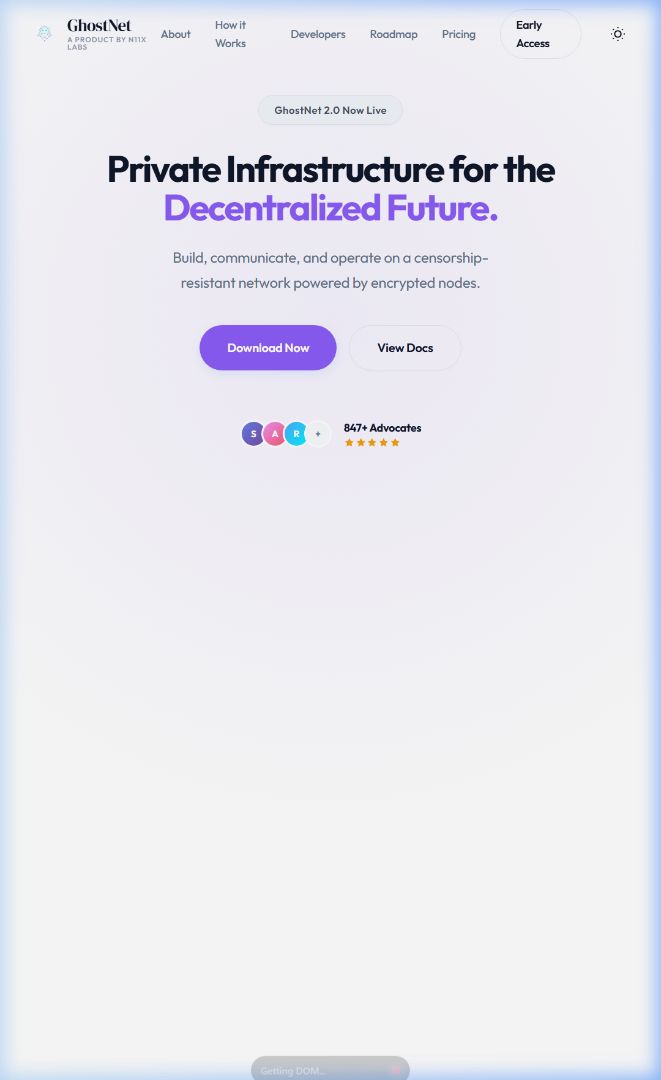 GhostNet
A PRODUCT BY N11X
LABS
About
How it
Works
Developers
Roadmap
Pricing
Early
Access
GhostNet 2.0 Now Live
Private Infrastructure for the
Decentralized Future.
Build, communicate, and operate on a censorship-
resistant network powered by encrypted nodes.
Download Now
View Docs
S A R +
847+ Advocates
Getting DOM...